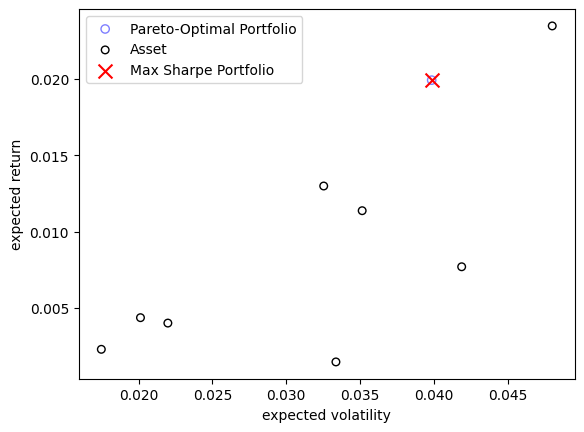 Pareto-Optimal Portfolio
Asset
Max Sharpe Portfolio
expected return
0.020
0.015
0.010
0.005
0.020 0.025 0.030 0.035 0.040 0.045
expected volatility